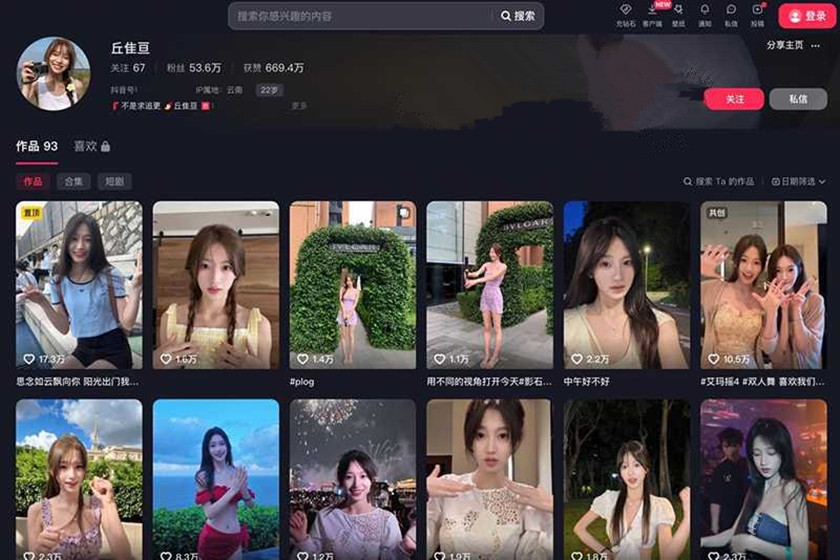 搜索你感兴趣的内容
搜索
充钻石
客户端
NEW
壁纸
通知
私信
投稿
登录
丘隹亘
关注 67
粉丝 53.6万
获赞 669.4万
抖音号:
IP属地:云南
22岁
不是求追更
丘隹亘
更多
分享主页
关注
私信
作品 93
喜欢
作品
合集
短剧
搜索 Ta 的作品
日期筛选
置顶
17.3万
思念如云飘向你 阳光出门我...
1.6万
BVLGARI
1.4万
#plog
BVLGARI
1.1万
用不同的视角打开今天#影石...
2.2万
中午好不好
共创
10.5万
#艾玛摇4 #双人舞 喜欢我们...
2.3万
8.3万
1.2万
1.9万
1.8万
2.3万